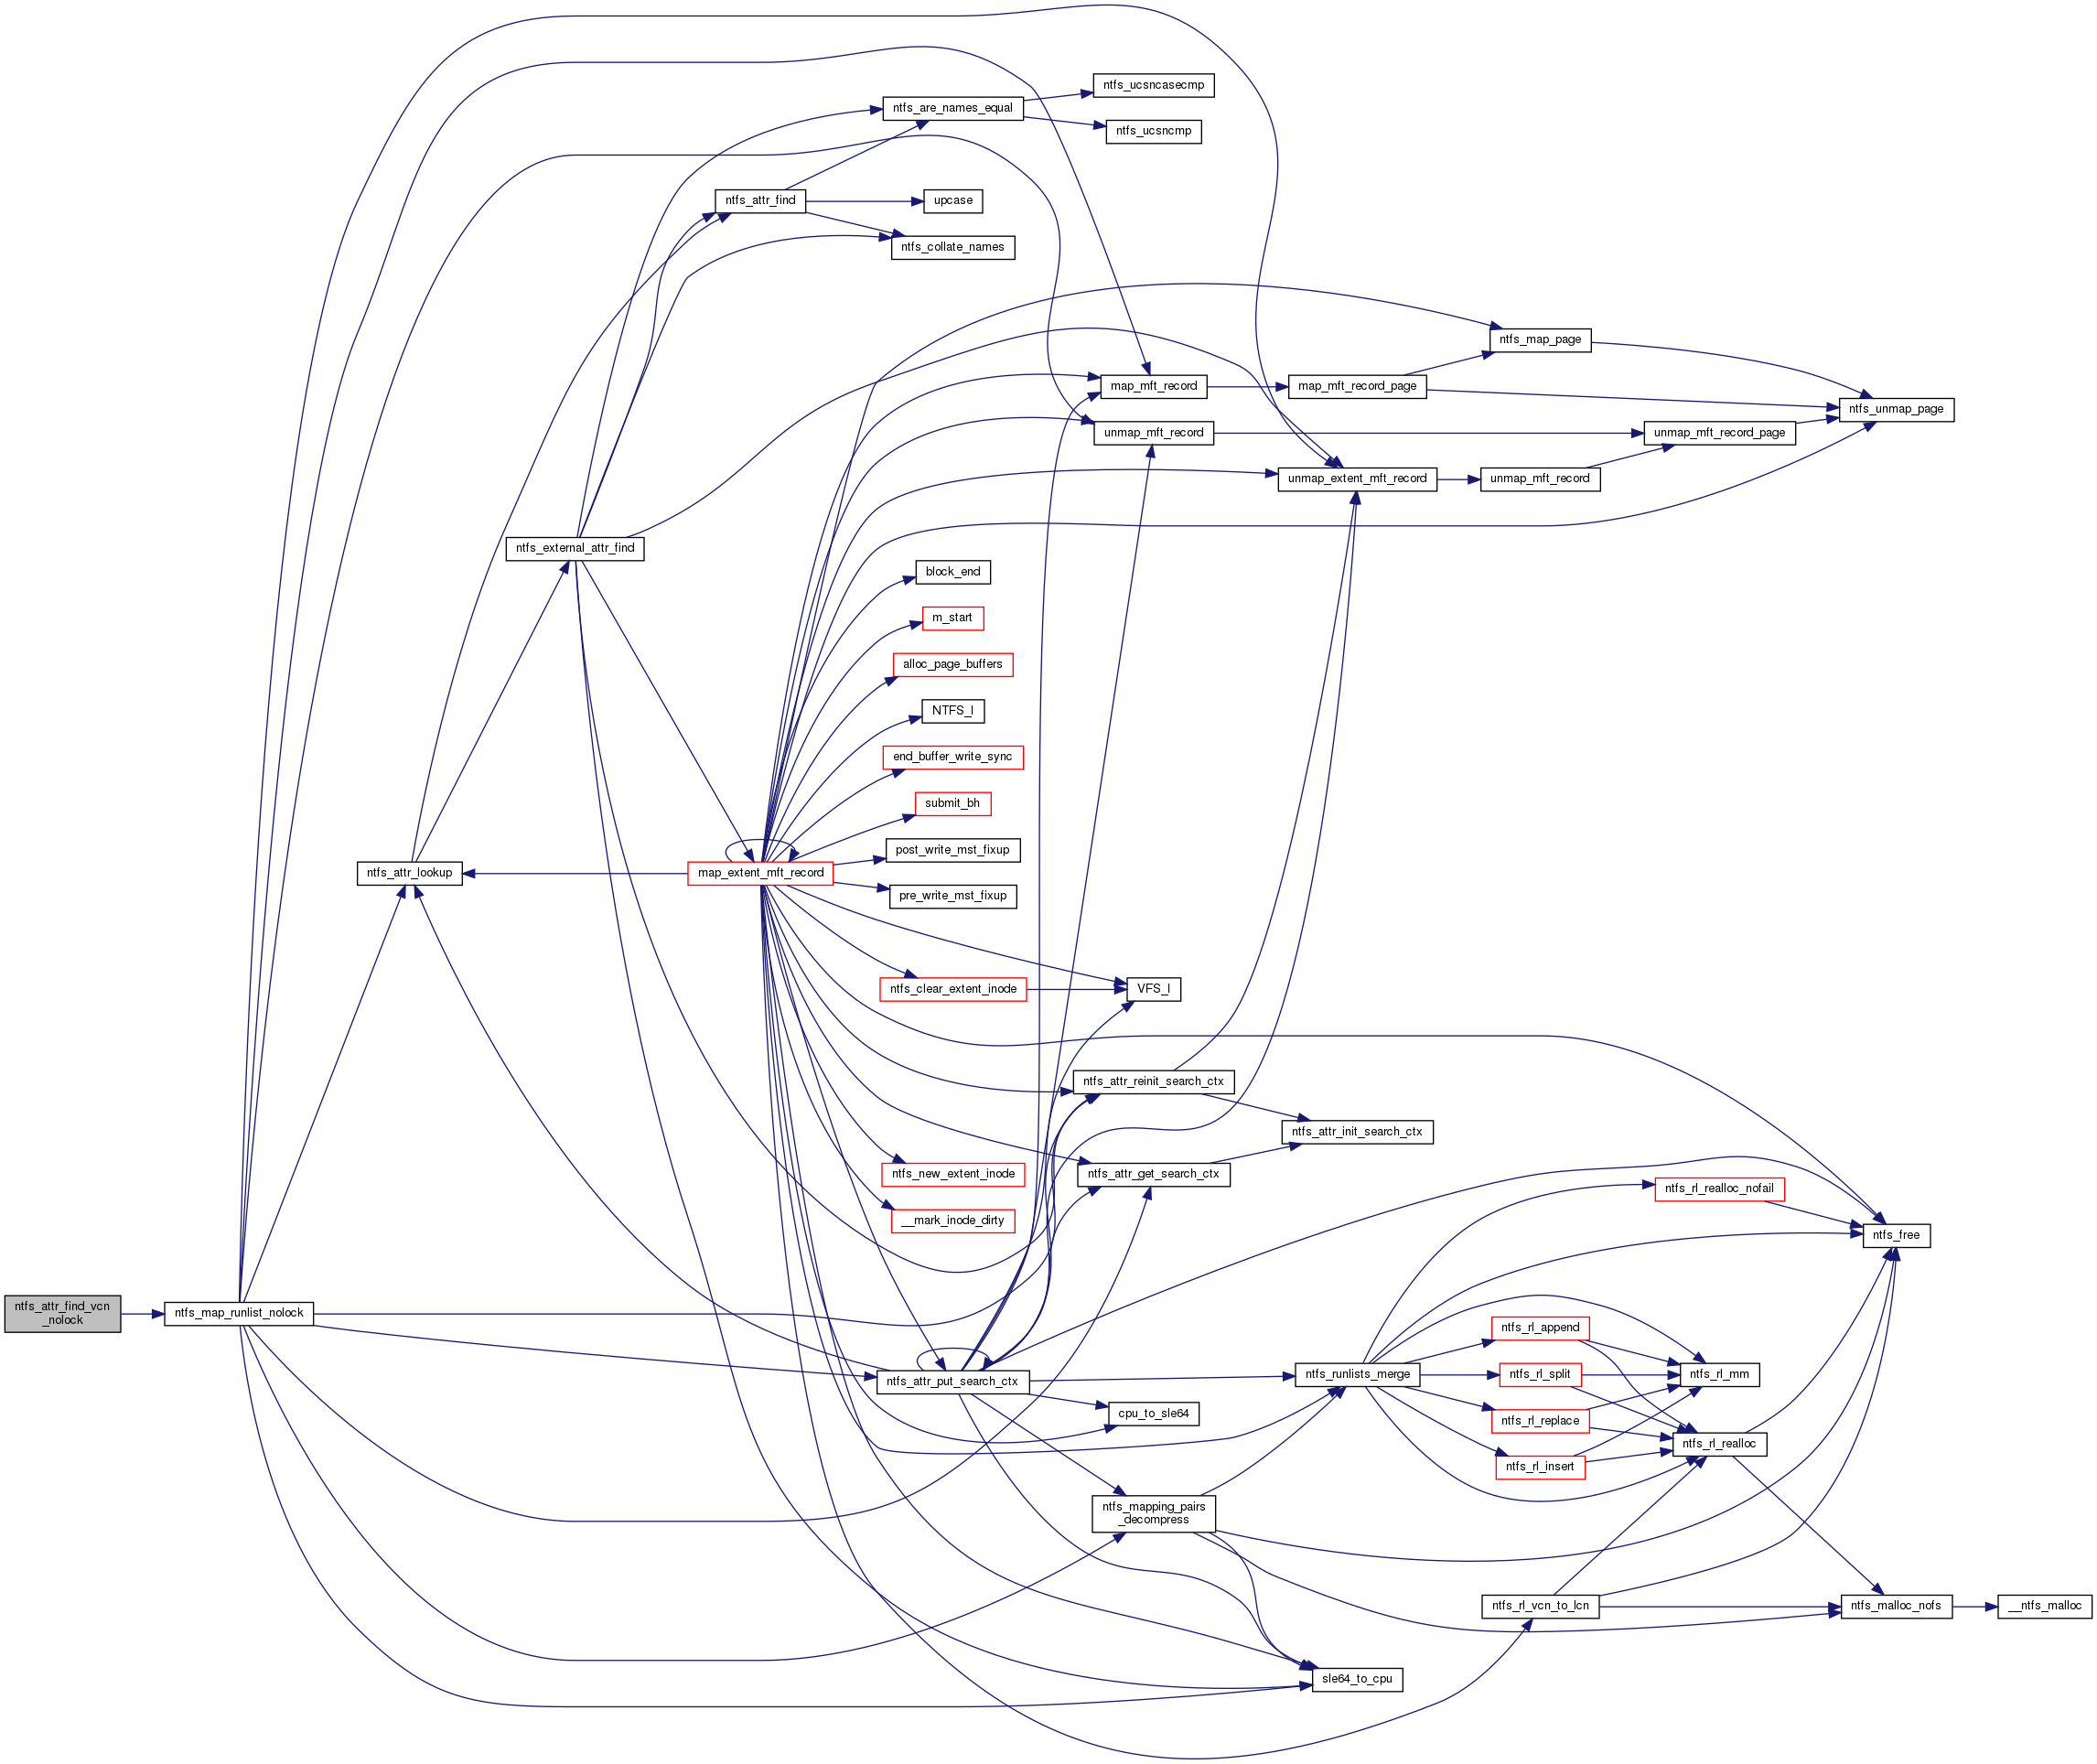 ntfs_ucsncasecmp
ntfs_are_names_equal
ntfs_ucsncmp
ntfs_attr_find
upcase
ntfs_collate_names
ntfs_map_page
map_mft_record
map_mft_record_page
ntfs_unmap_page
unmap_mft_record
unmap_mft_record_page
unmap_extent_mft_record
unmap_mft_record
ntfs_external_attr_find
block_end
m_start
alloc_page_buffers
NTFS_I
end_buffer_write_sync
submit_bh
post_write_mst_fixup
ntfs_attr_lookup
map_extent_mft_record
pre_write_mst_fixup
ntfs_clear_extent_inode
VFS_I
ntfs_attr_reinit_search_ctx
ntfs_attr_init_search_ctx
ntfs_new_extent_inode
ntfs_attr_get_search_ctx
ntfs_rl_realloc_nofail
__mark_inode_dirty
ntfs_free
ntfs_attr_find_vcn
_nolock
ntfs_map_runlist_nolock
ntfs_rl_append
ntfs_attr_put_search_ctx
ntfs_runlists_merge
ntfs_rl_split
ntfs_rl_mm
cpu_to_sle64
ntfs_rl_replace
ntfs_rl_realloc
ntfs_rl_insert
ntfs_mapping_pairs
_decompress
ntfs_rl_vcn_to_lcn
ntfs_malloc_nofs
__ntfs_malloc
sle64_to_cpu